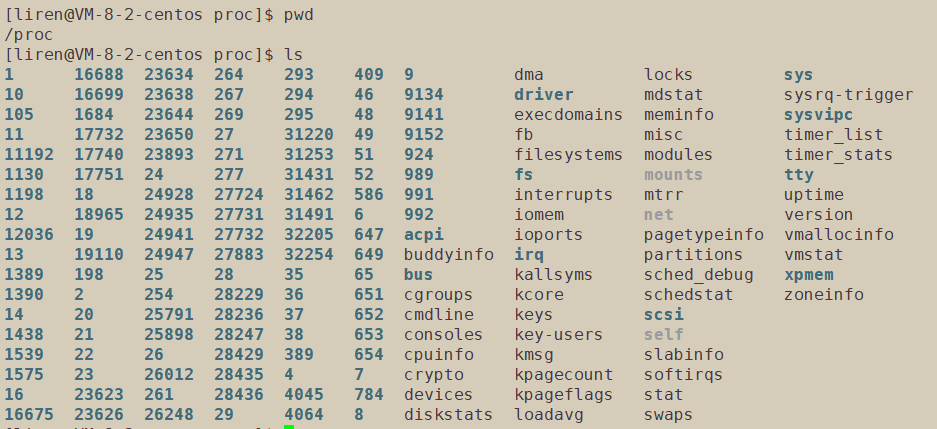 [liren@VM-8-2-centos proc]$ pwd
/proc
[liren@VM-8-2-centos proc]$ ls
1 16688 23634 264 293 409 9 dma locks sys
10 16699 23638 267 294 46 9134 driver mdstat sysrq-trigger
105 1684 23644 269 295 48 9141 execdomains meminfo sysvipc
11 17732 23650 27 31220 49 9152 fb misc timer_list
11192 17740 23893 271 31253 51 924 filesystems modules timer_stats
1130 17751 24 277 31431 52 989 fs mounts tty
1198 18 24928 27724 31462 586 991 interrupts mtrr uptime
12 18965 24935 27731 31491 6 992 iomem net version
12036 19 24941 27732 32205 647 acpi ioports pagetypeinfo vmallocinfo
13 19110 24947 27883 32254 649 buddyinfo irq partitions vmstat
1389 198 25 28 35 65 bus kallsyms sched_debug xpmem
1390 2 254 28229 36 651 cgroups kcore schedstat zoneinfo
14 20 25791 28236 37 652 cmdline keys scsi
1438 21 25898 28247 38 653 consoles key-users self
1539 22 26 28429 389 654 cpuinfo kmsg slabinfo
1575 23 26012 28435 4 7 crypto kpagecount softirqs
16 23623 261 28436 4045 784 devices kpageflags stat
16675 23626 26248 29 4064 8 diskstats loadavg swaps